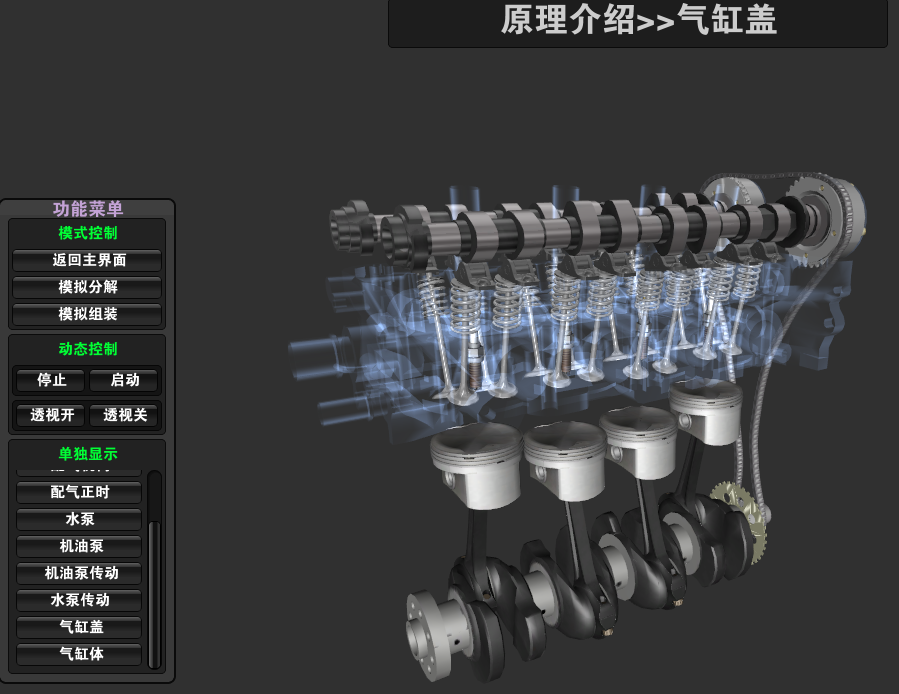 原理介绍>>气缸盖
功能菜单
模式控制
返回主界面
模拟分解
模拟组装
动态控制
停止 启动
透视开 透视关
单独显示
配气正时
水泵
机油泵
机油泵传动
水泵传动
气缸盖
气缸体